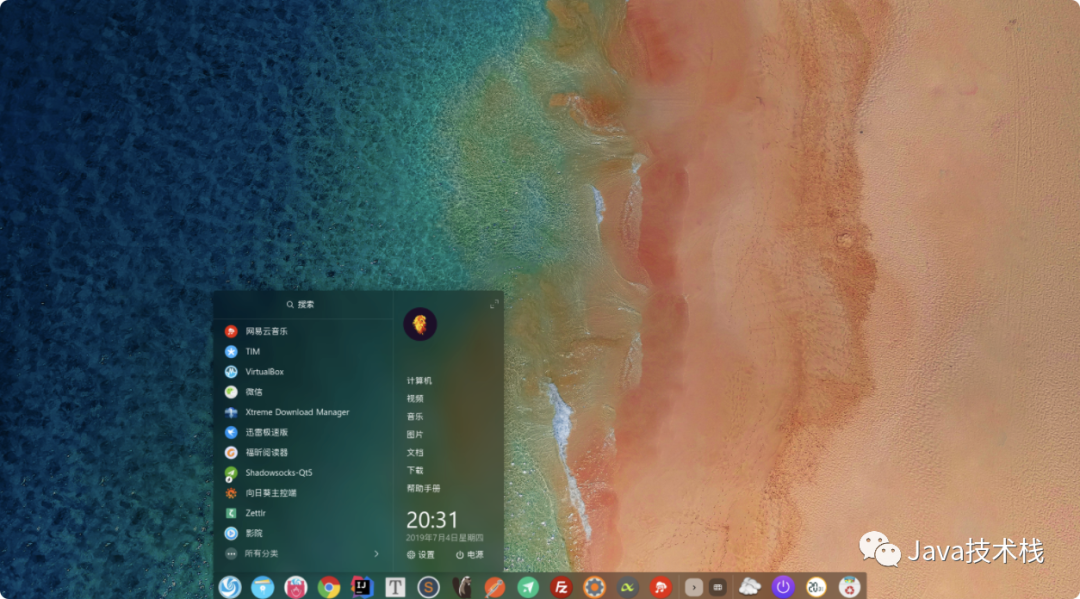 搜索
网易云音乐
TIM
VirtualBox
微信
Xtreme Download Manager
迅雷极速版
福昕阅读器
Shadowsocks-Qt5
向日葵主控端
Zettlr
影院
所有分类
计算机
视频
音乐
图片
文档
下载
帮助手册
20:31
2019年7月4日星期四
设置
电源
IJ
T
S
FZ
20
Java技术栈